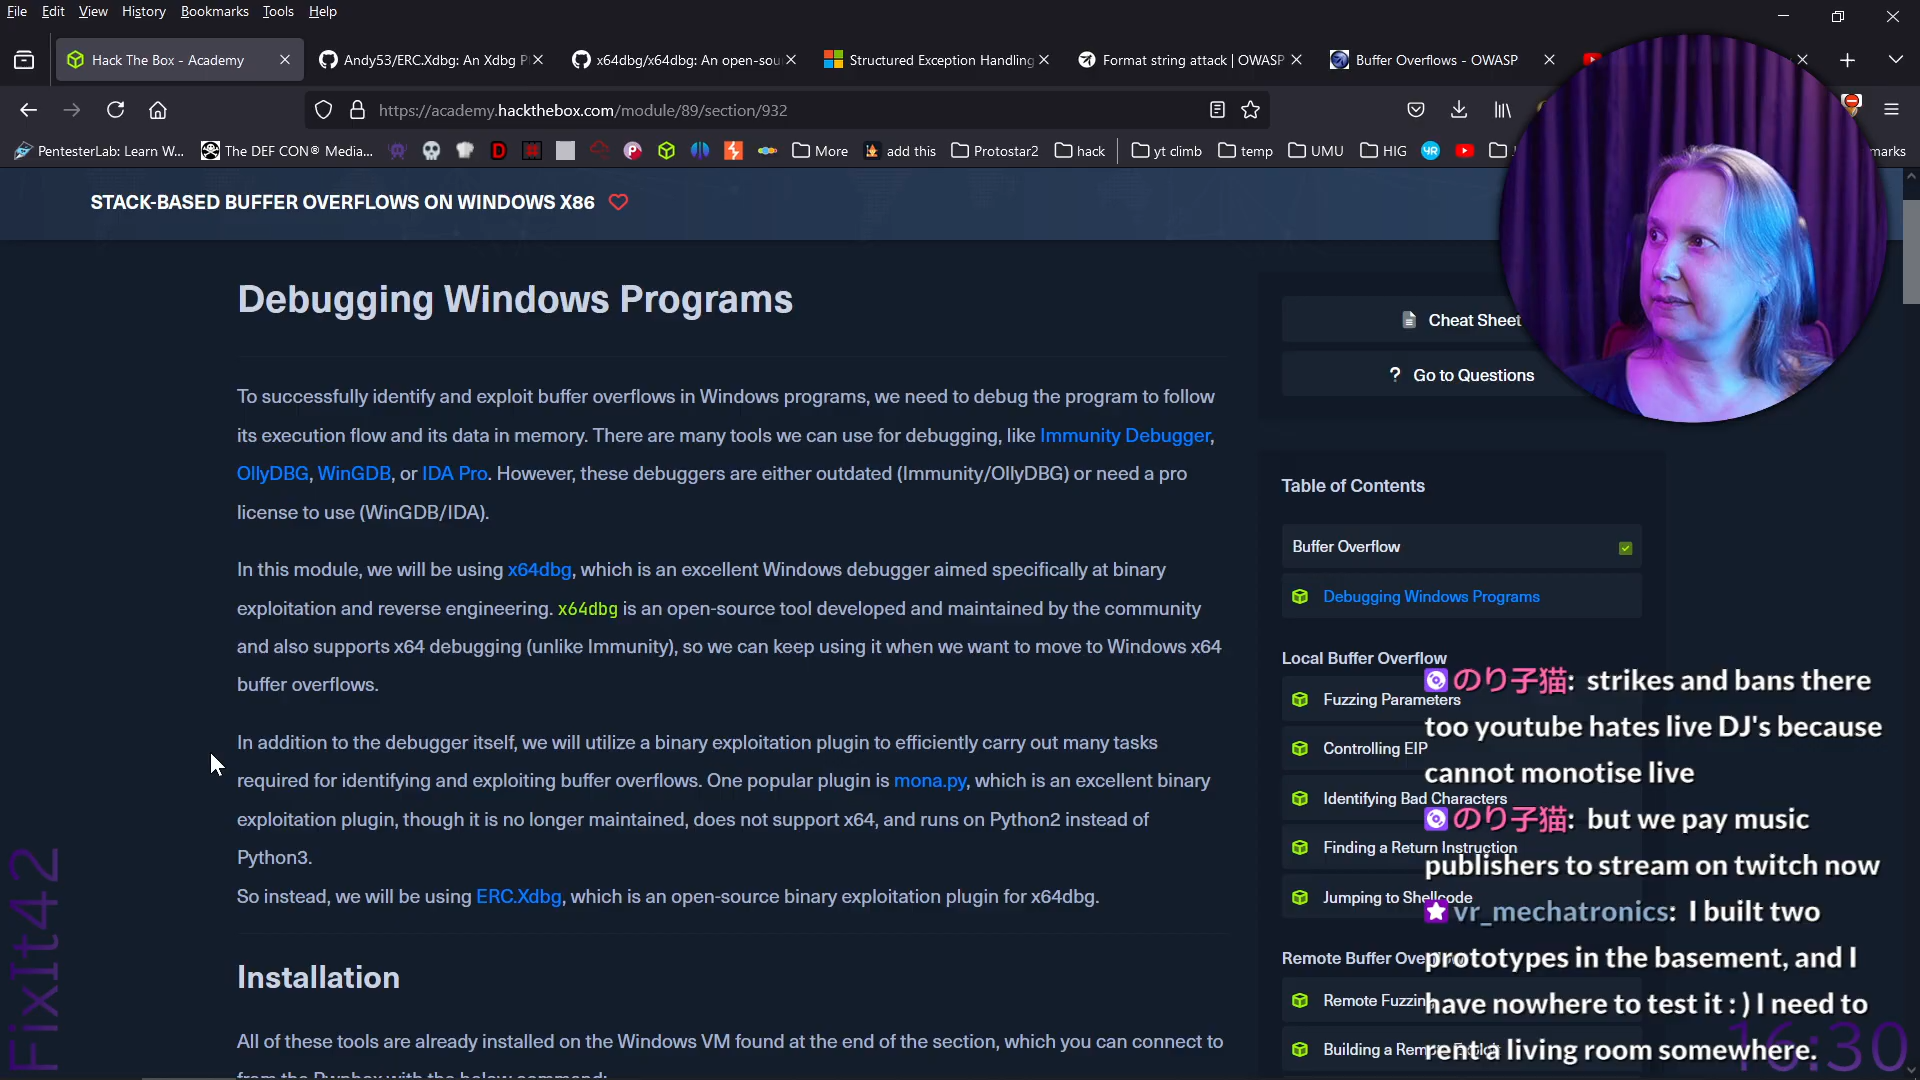 File Edit View History Bookmarks Tools Help
Hack The Box - Academy
Andy53/ERC.Xdbg: An Xdbg Pl
x64dbg/x64dbg: An open-sou
Structured Exception Handling
Format string attack | OWASP
Buffer Overflows - OWASP
https://academy.hackthebox.com/module/89/section/932
PentesterLab: Learn W...
The DEF CON® Media...
More
add this
Protostar2
hack
yt climb
temp
UMU
HIG
marks
STACK-BASED BUFFER OVERFLOWS ON WINDOWS X86
Debugging Windows Programs
To successfully identify and exploit buffer overflows in Windows programs, we need to debug the program to follow
its execution flow and its data in memory. There are many tools we can use for debugging, like Immunity Debugger,
OllyDBG, WinGDB, or IDA Pro. However, these debuggers are either outdated (Immunity/OllyDBG) or need a pro
license to use (WinGDB/IDA).
In this module, we will be using x64dbg, which is an excellent Windows debugger aimed specifically at binary
exploitation and reverse engineering. x64dbg is an open-source tool developed and maintained by the community
and also supports x64 debugging (unlike Immunity), so we can keep using it when we want to move to Windows x64
buffer overflows.
In addition to the debugger itself, we will utilize a binary exploitation plugin to efficiently carry out many tasks
required for identifying and exploiting buffer overflows. One popular plugin is mona.py, which is an excellent binary
exploitation plugin, though it is no longer maintained, does not support x64, and runs on Python2 instead of
Python3.
So instead, we will be using ERC.Xdbg, which is an open-source binary exploitation plugin for x64dbg.
Installation
All of these tools are already installed on the Windows VM found at the end of the section, which you can connect to
from the Pwnbox with the below command:
Cheat Sheet
? Go to Questions
Table of Contents
Buffer Overflow
Debugging Windows Programs
Local Buffer Overflow
Fuzzing Parameters
Controlling EIP
Identifying Bad Characters
Finding a Return Instruction
Jumping to Shellcode
Remote Buffer Overflow
Remote Fuzzing
Building a Remote Exploit
のり子猫: strikes and bans there
too youtube hates live DJ's because
cannot monotise live
のり子猫: but we pay music
publishers to stream on twitch now
vr_mechatronics: I built two
prototypes in the basement, and I
have nowhere to test it : ) I need to
rent a living room somewhere.
FixIt42
16:30